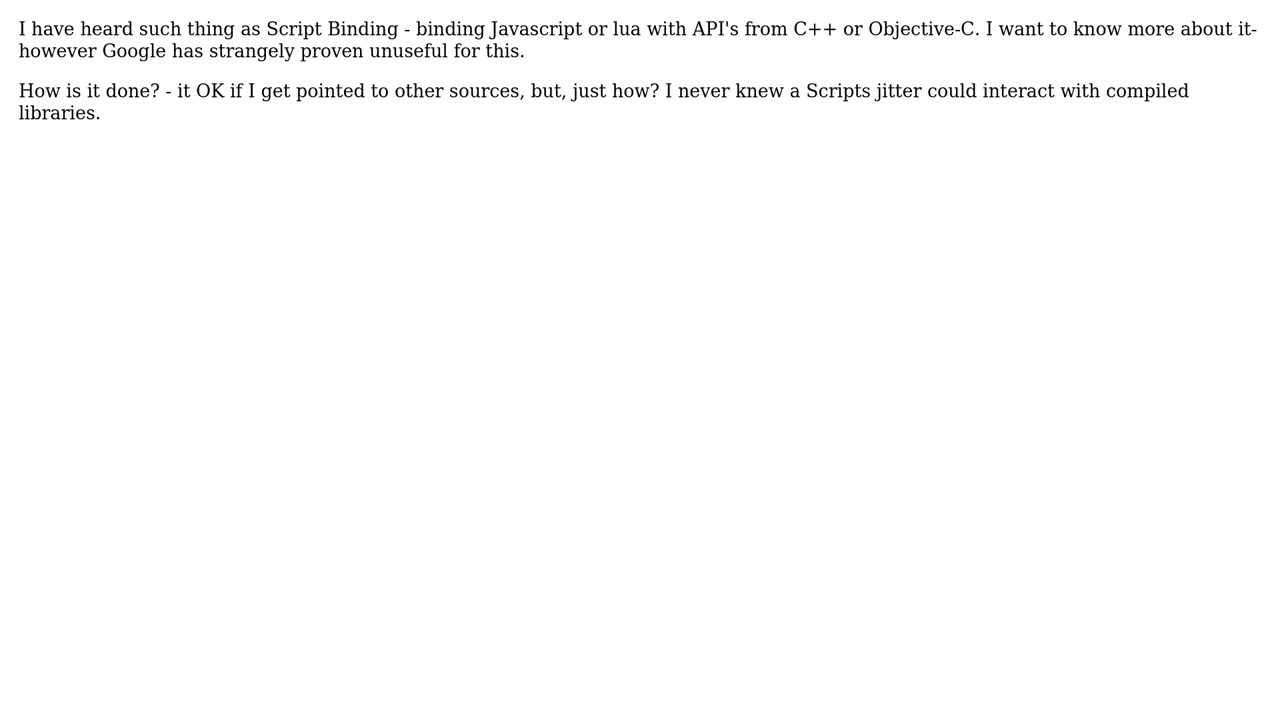 I have heard such thing as Script Binding - binding Javascript or lua with API's from C++ or Objective-C. I want to know more about it-
however Google has strangely proven unuseful for this.
How is it done? - it OK if I get pointed to other sources, but, just how? I never knew a Scripts jitter could interact with compiled
libraries.